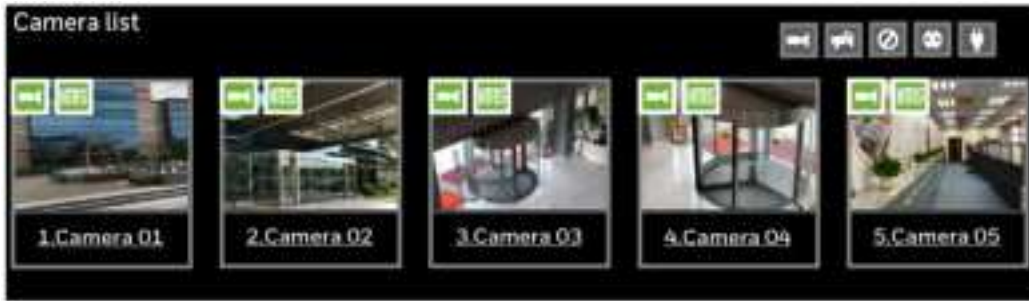 Camera list
1.Camera 01
2.Camera 02
3.Camera 03
4.Camera 04
5.Camera 05